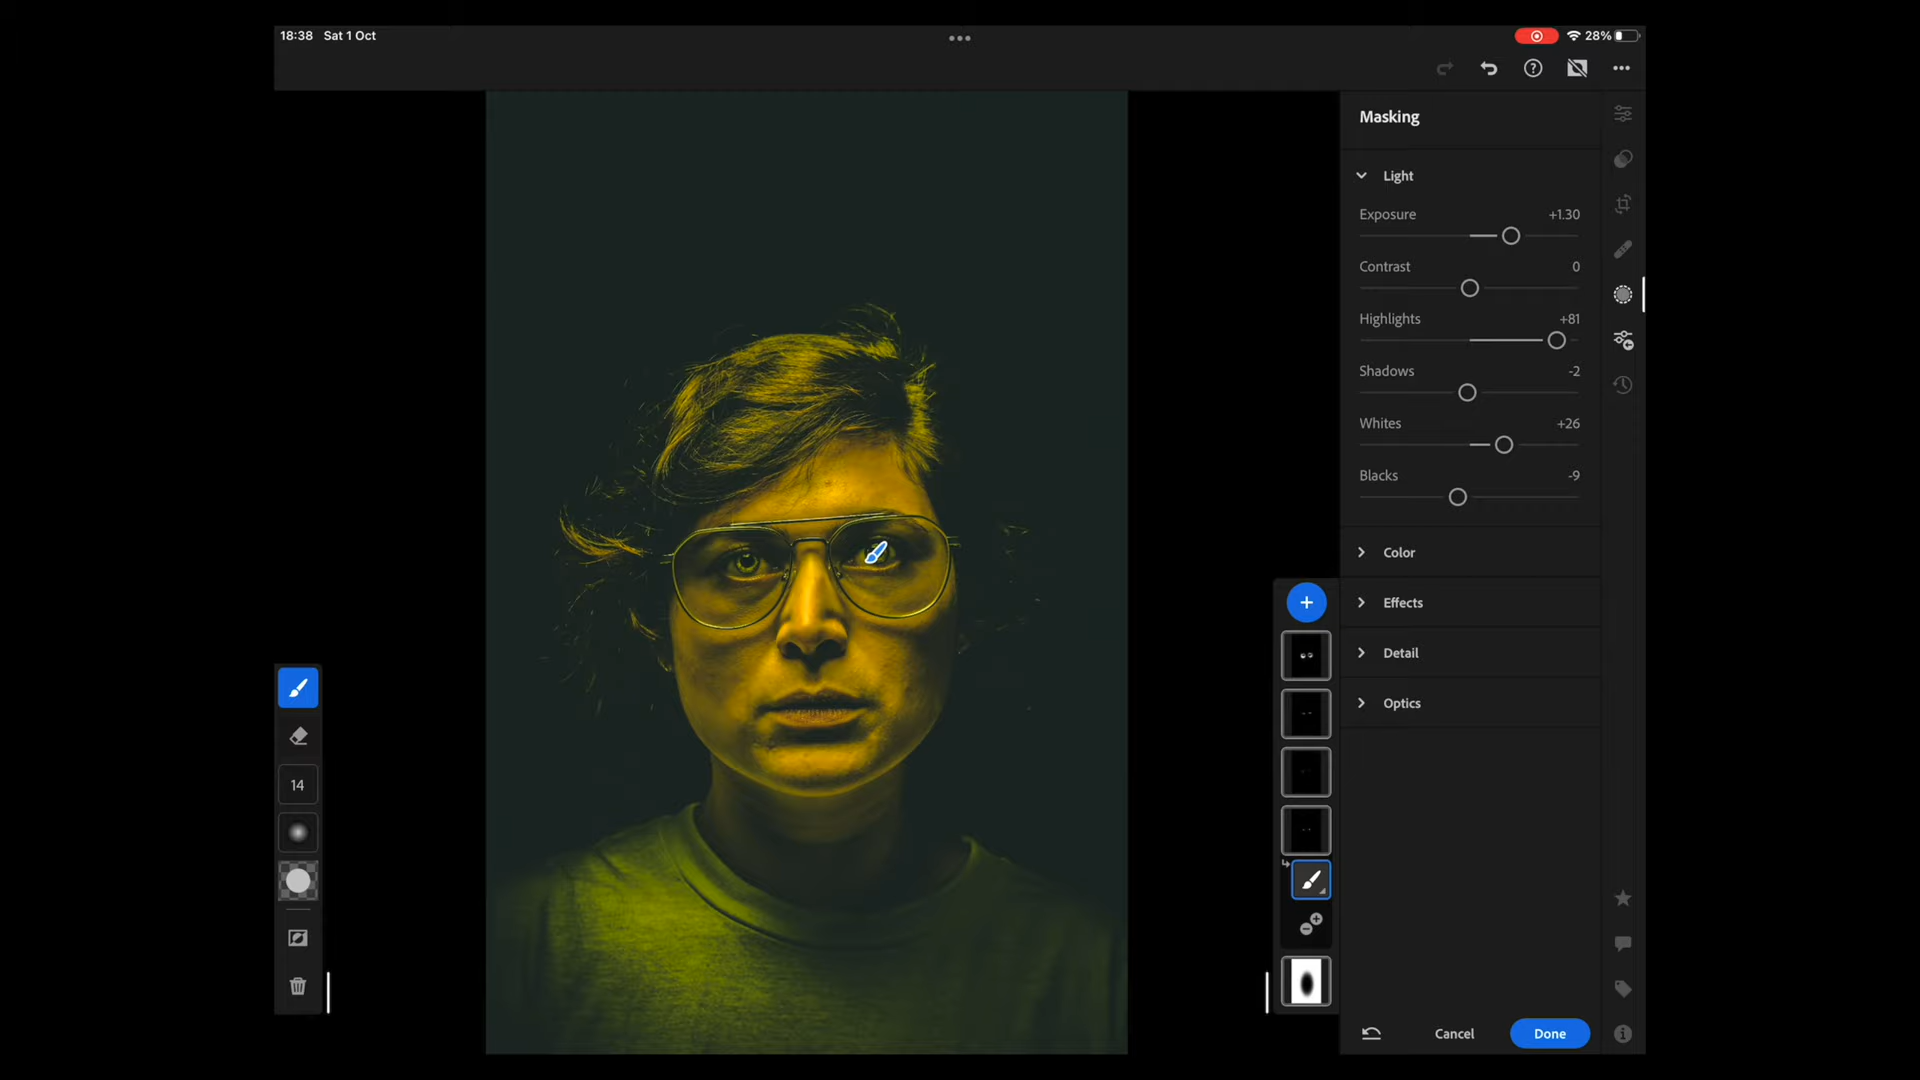 18:38 Sat 1 Oct
28%
Masking
Light
Exposure +1.30
Contrast 0
Highlights +81
Shadows -2
Whites +26
Blacks -9
Color
Effects
Detail
Optics
14
Cancel Done